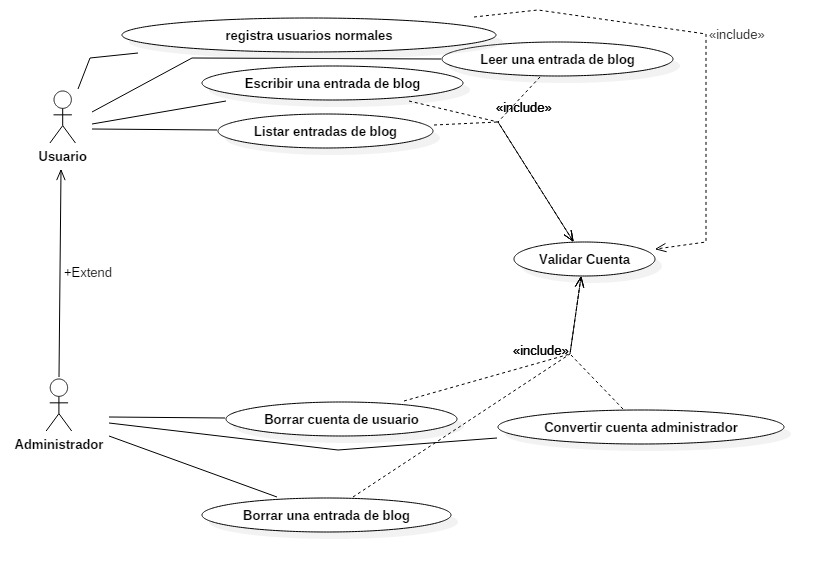 registra usuarios normales
«include»
Leer una entrada de blog
Escribir una entrada de blog
«include»
Listar entradas de blog
Usuario
Validar Cuenta
+Extend
«include»
Borrar cuenta de usuario
Convertir cuenta administrador
Administrador
Borrar una entrada de blog